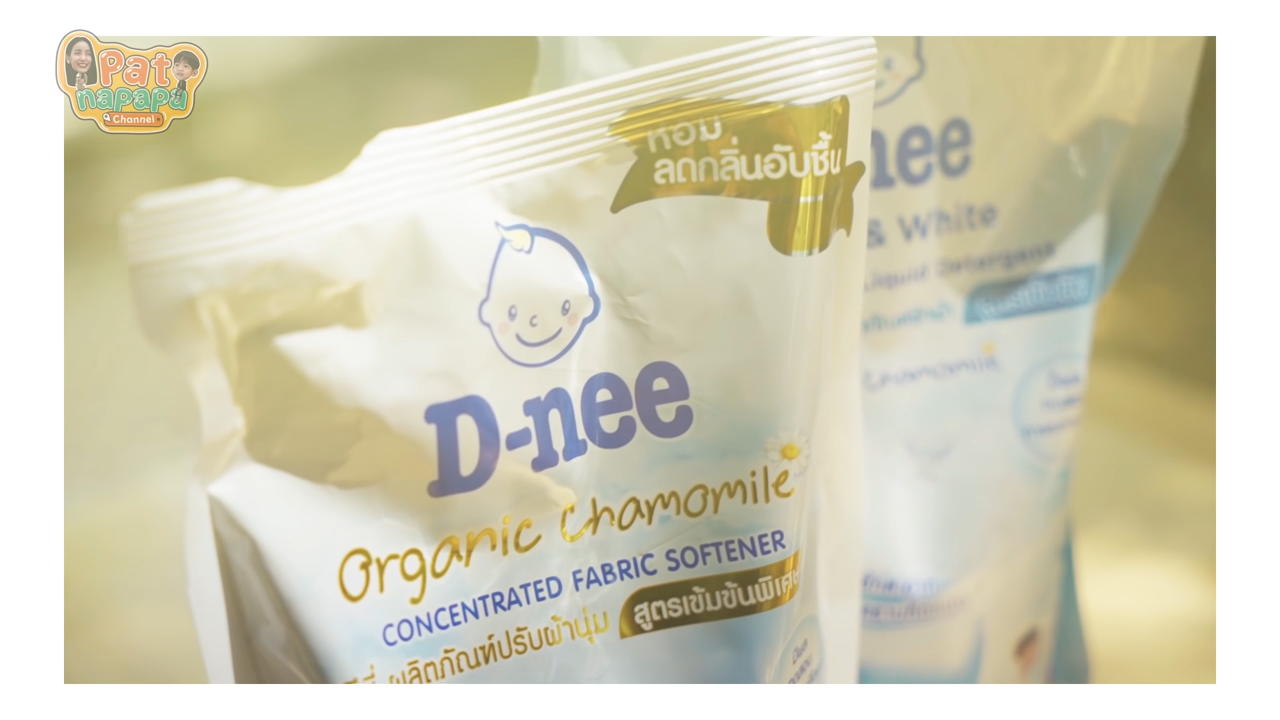 Pat
napapa
Channel
หอม
ลดกลิ่นอับชื้น
D-nee
Organic Chamomile
CONCENTRATED FABRIC SOFTENER
ผลิตภัณฑ์ปรับผ้านุ่ม สูตรเข้มข้นพิเศษ
nee
& White
Liquid Detergent
Chamomile